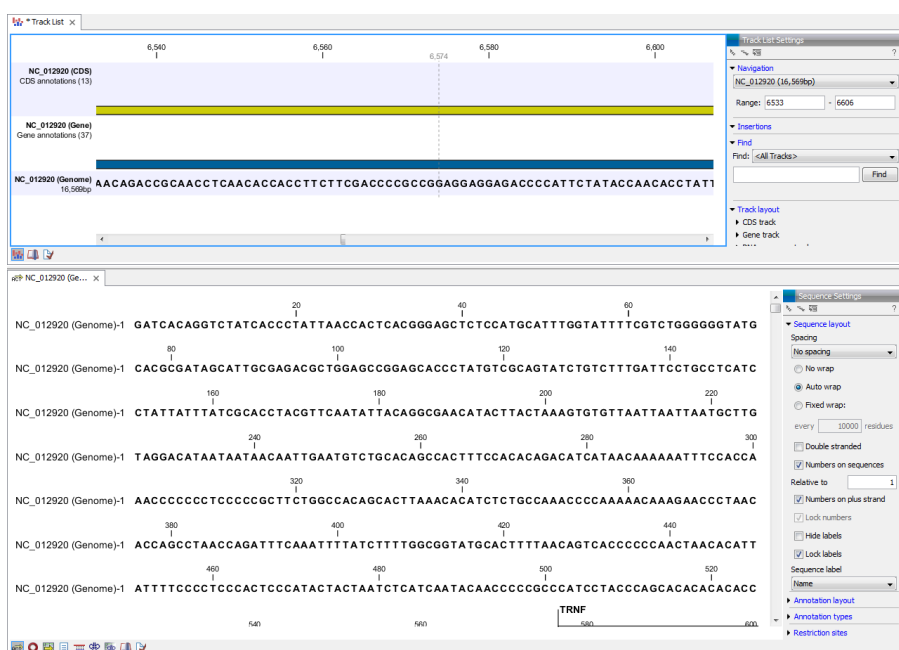 * Track List
6,540 6,560 6,580 6,600
6,574
NC_012920 (CDS)
CDS annotations (13)
NC_012920 (Gene)
Gene annotations (37)
NC_012920 (Genome)
16,569bp
AACAGACCGCAACCTCAACACCACCTTCTTCGACCCCGCCGGAGGAGGAGACCCCATTCTATACCAACACCTATT
Track List Settings
?
Navigation
NC_012920 (16,569bp)
Range: 6533 - 6606
Insertions
Find
Find: <All Tracks>
Find
Track layout
CDS track
Gene track
NC_012920 (Ge...
20 40 60
NC_012920 (Genome)-1 GATCACAGGTCTATCACCCTATTAACCACTCACGGGAGCTCTCCATGCATTTGGTATTTTCGTCTGGGGGGTATG
80 100 120 140
NC_012920 (Genome)-1 CACGCGATAGCATTGCGAGACGCTGGAGCCGGAGCACCCTATGTCGCAGTATCTGTCTTTGATTCCTGCCTCATC
160 180 200 220
NC_012920 (Genome)-1 CTATTATTTATCGCACCTACGTTCAATATTACAGGCGAACATACTTACTAAAGTGTGTTAATTAATTAATGCTTG
240 260 280 300
NC_012920 (Genome)-1 TAGGACATAATAATAACAATTGAATGTCTGCACAGCCACTTTCCACACAGACATCATAACAAAAAATTTCCACCA
320 340 360
NC_012920 (Genome)-1 AACCCCCCCTCCCCCGCTTCTGGCCACAGCACTTAAACACATCTCTGCCAAACCCCAAAAACAAAGAACCCTAAC
380 400 420 440
NC_012920 (Genome)-1 ACCAGCCTAACCAGATTTCAAATTTTATCTTTTGGCGGTATGCACTTTTAACAGTCACCCCCCAACTAACACATT
460 480 500 520
NC_012920 (Genome)-1 ATTTTCCCCTCCCACTCCCATACTACTAATCTCATCAATACAACCCCCGCCCATCCTACCCAGCACACACACACC
TRNF
540 560 580 600
Sequence Settings
?
Sequence layout
Spacing
No spacing
No wrap
Auto wrap
Fixed wrap:
every 10000 residues
Double stranded
Numbers on sequences
Relative to 1
Numbers on plus strand
Lock numbers
Hide labels
Lock labels
Sequence label
Name
Annotation layout
Annotation types
Restriction sites